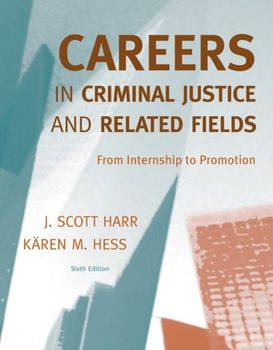 CAREERS
IN CRIMINAL JUSTICE
AND RELATED FIELDS
From Internship to Promotion
J. SCOTT HARR
KÄREN M. HESS
Sixth Edition